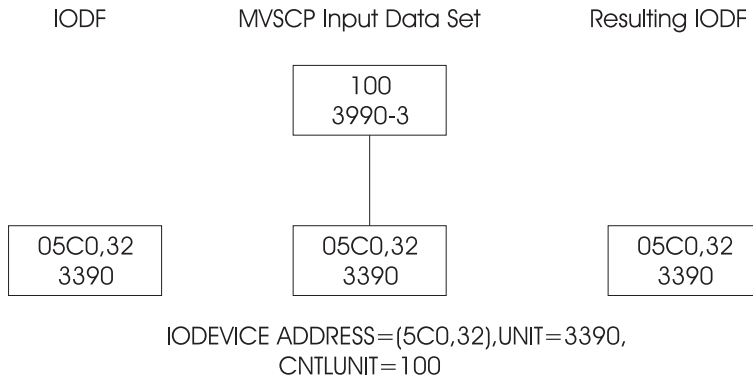 IODF
MVSCP Input Data Set
Resulting IODF
100
3990-3
05C0,32
3390
05C0,32
3390
05C0,32
3390
IODEVICE ADDRESS=(5C0,32),UNIT=3390,
CNTLUNIT=100